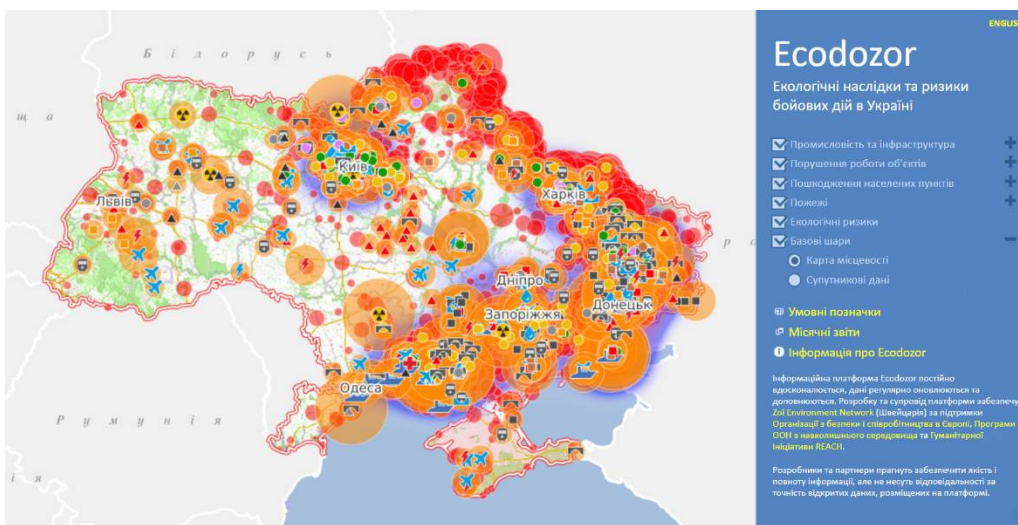 Білорусь
ща
Київ
Львів
Харків
Дніпро
Донецьк
Запоріжжя
Одеса
Румунія
ія
ENGLIS
Ecodozor
Екологічні наслідки та ризики
бойових дій в Україні
Промисловість та інфраструктура
Порушення роботи об'єктів
Пошкодження населених пунктів
Пожежі
Екологічні ризики
Базові шари
Карта місцевості
Супутникові дані
Умовні позначки
Місячні звіти
Інформація про Ecodozor
Інформаційна платформа Ecodozor постійно
вдосконалюється, дані регулярно оновлюються та
доповнюються. Розробку та супровід платформи забезпечу
Zoï Environment Network (Швейцарія) за підтримки
Організації з безпеки і співробітництва в Європі, Програми
ООН з навколишнього середовища та Гуманітарної
ініціативи REACH.
Розробники та партнери прагнуть забезпечити якість і
повноту інформації, але не несуть відповідальності за
точність відкритих даних, розміщених на платформі.